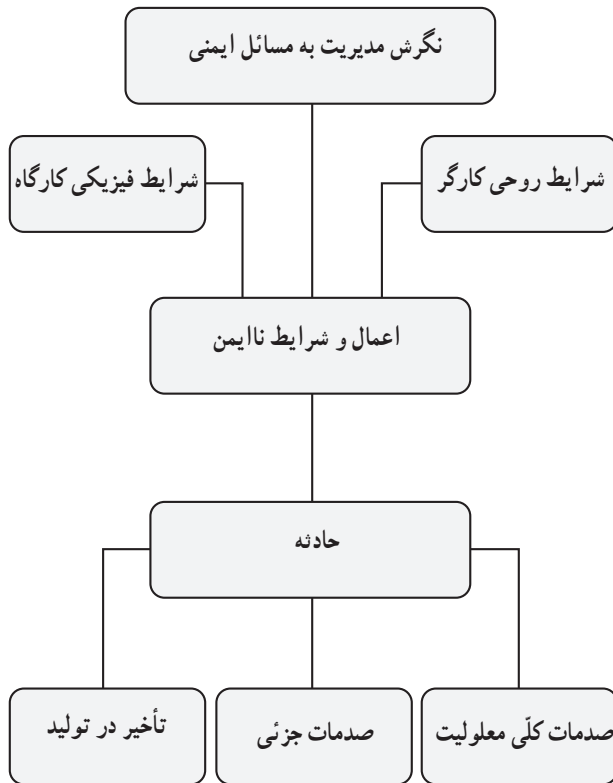 نگرش مدیریت به مسائل ایمنی
شرایط روحی کارگر
شرایط فیزیکی کارگاه
اعمال و شرایط ناایمن
حادثه
صدمات کلّی معلولیت
صدمات جزئی
تأخیر در تولید